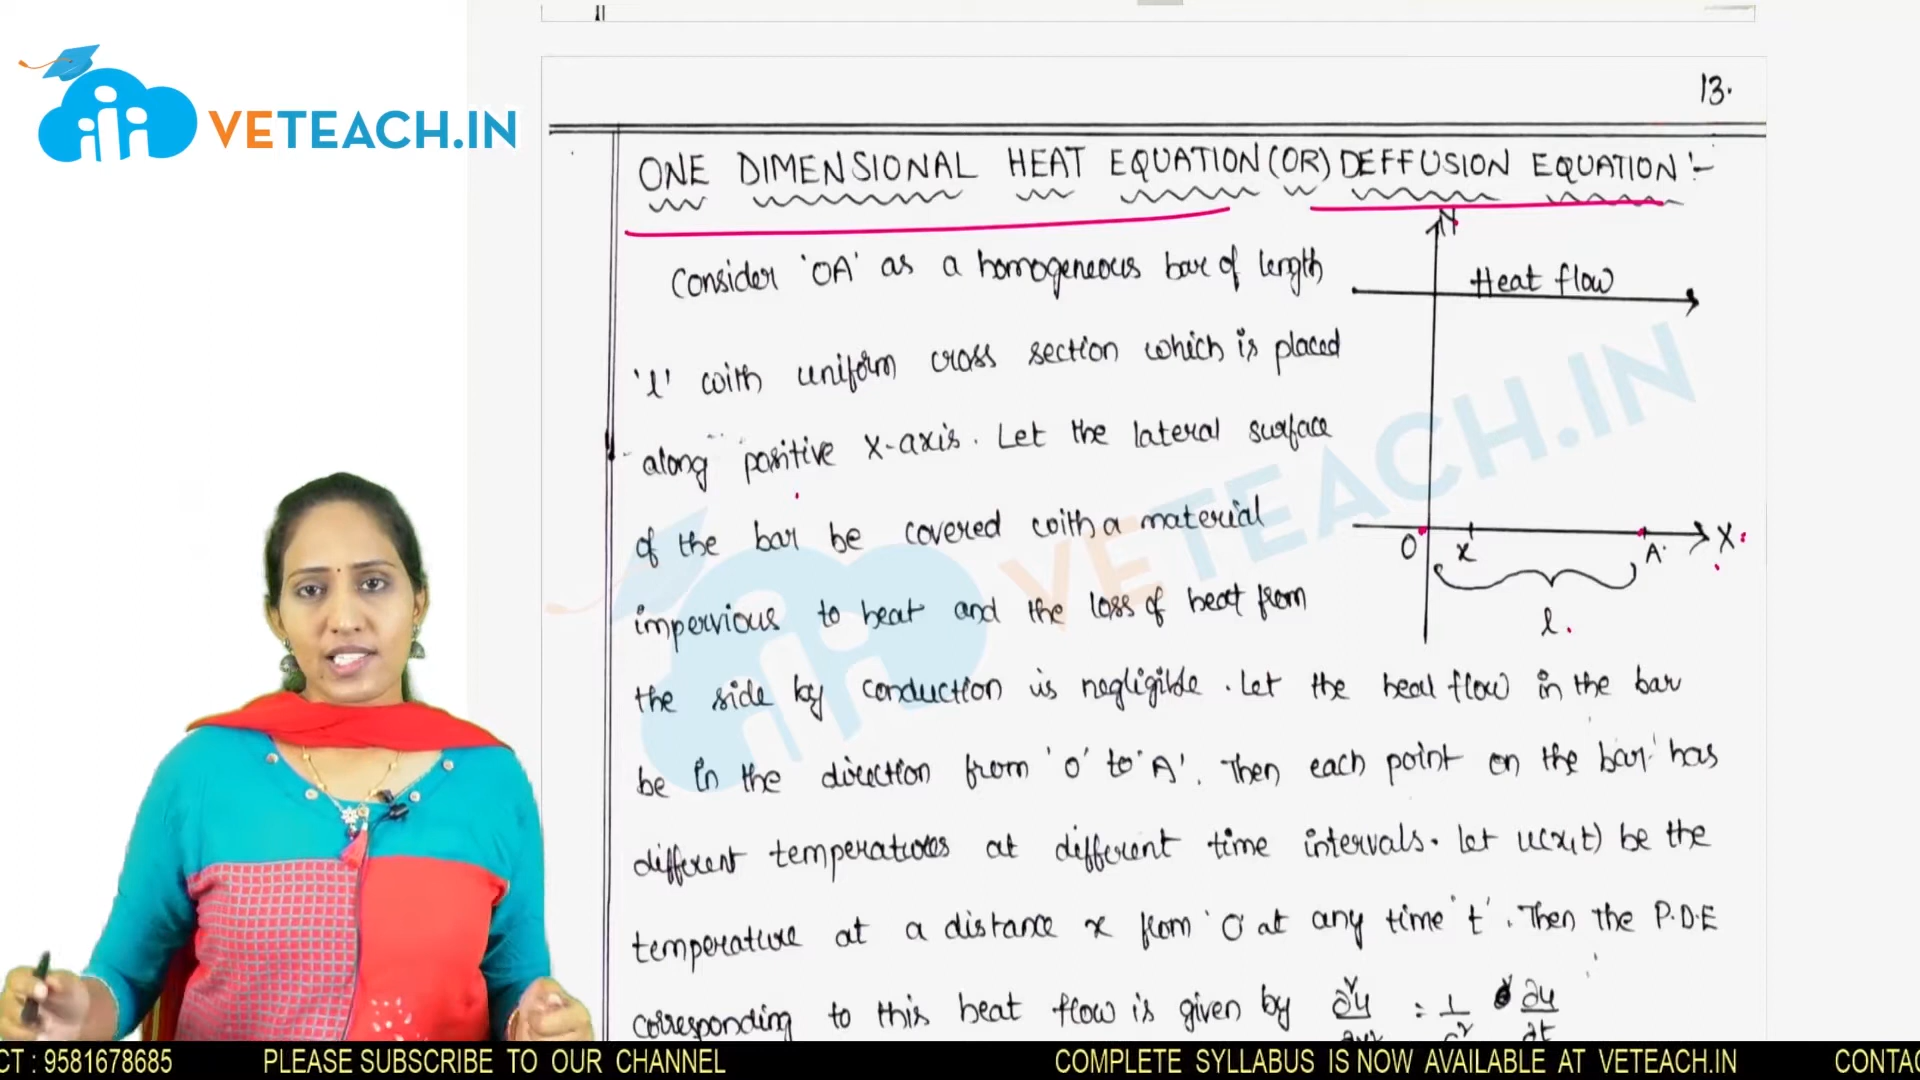 VETEACH.IN
13.
ONE DIMENSIONAL HEAT EQUATION (OR) DEFFUSION EQUATION :-
Y
Heat flow
Consider 'OA' as a homogeneous bar of length
'l' with uniform cross section which is placed
along positive X-axis. Let the lateral surface
of the bar be covered with a material
O x A. X
impervious to heat and the loss of heat from
l.
the side by conduction is negligible. Let the heat flow in the bar
be in the direction from 'O' to 'A'. Then each point on the bar has
different temperatures at different time intervals. Let u(x,t) be the
temperature at a distance x from 'O' at any time 't'. Then the P.D.E
corresponding to this heat flow is given by ∂²u = 1 ∂u
c² ∂t
VETEACH.IN
CT : 9581678685 PLEASE SUBSCRIBE TO OUR CHANNEL COMPLETE SYLLABUS IS NOW AVAILABLE AT VETEACH.IN CONTAC